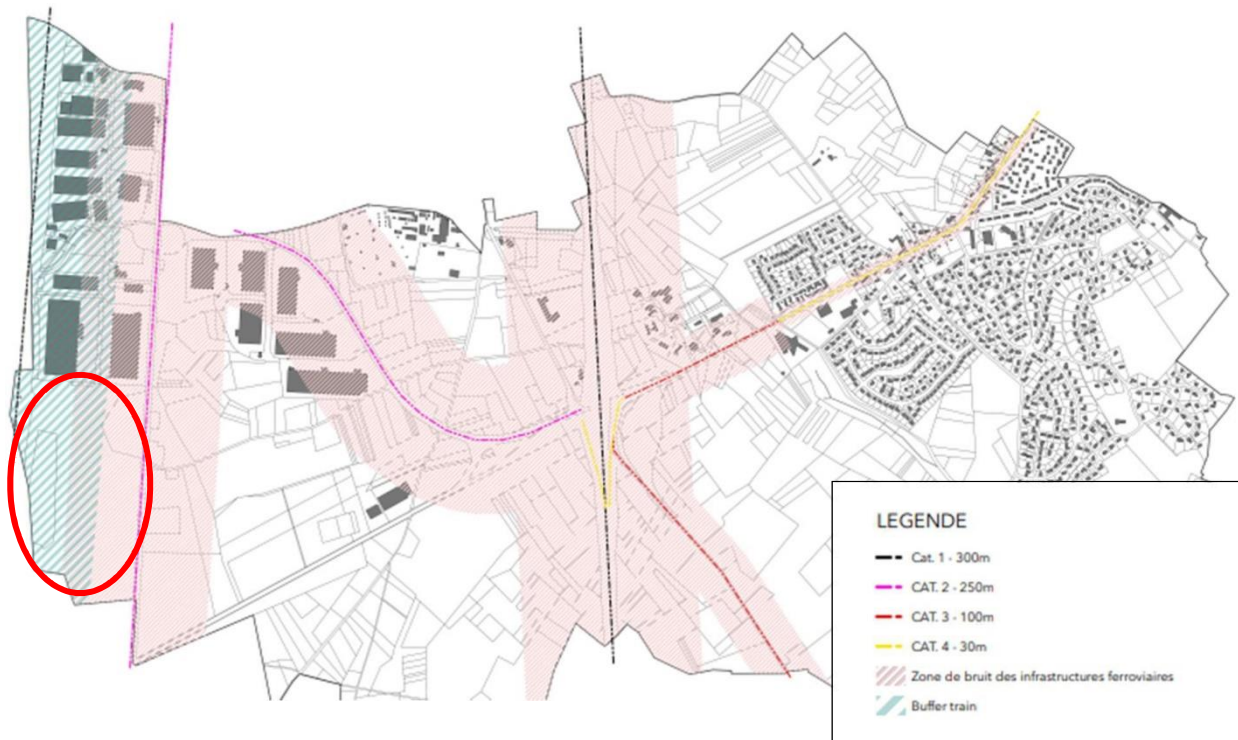 LEGENDE
Cat. 1 - 300m
CAT. 2 - 250m
CAT. 3 - 100m
CAT. 4 - 30m
Zone de bruit des infrastructures ferroviaires
Buffer train